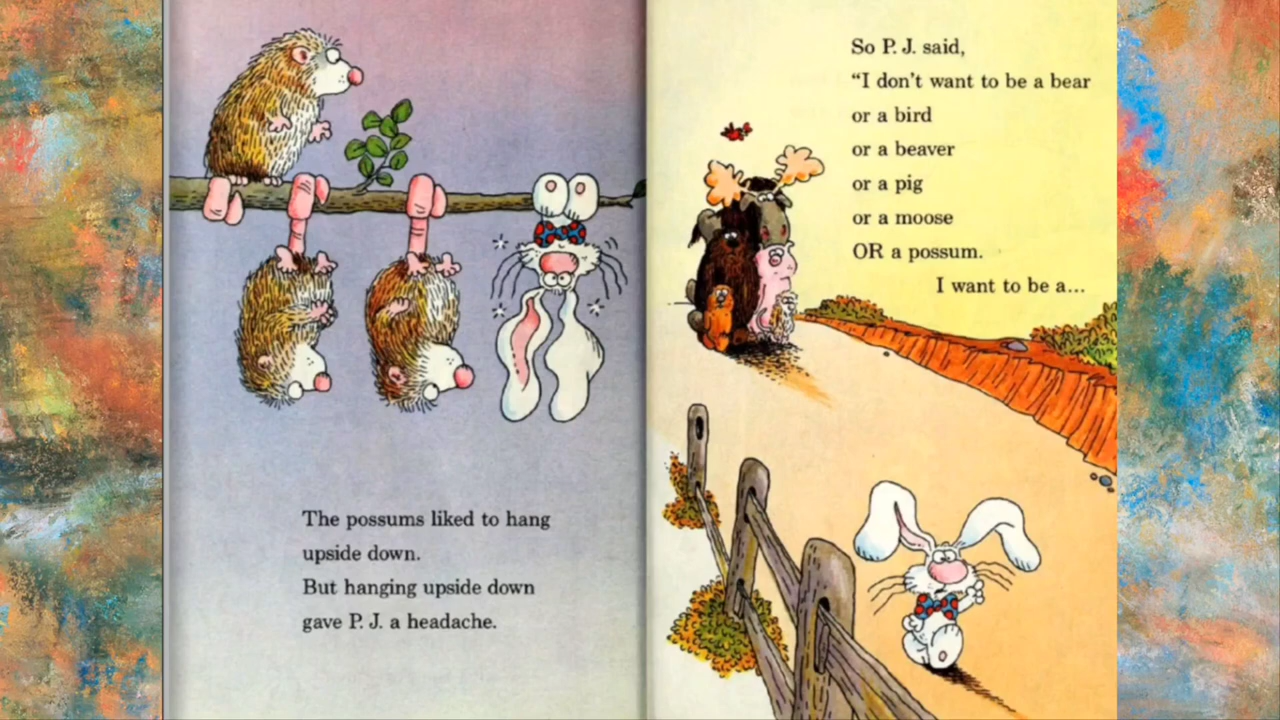 The possums liked to hang
upside down.
But hanging upside down
gave P. J. a headache.
So P. J. said,
“I don’t want to be a bear
or a bird
or a beaver
or a pig
or a moose
OR a possum.
I want to be a...